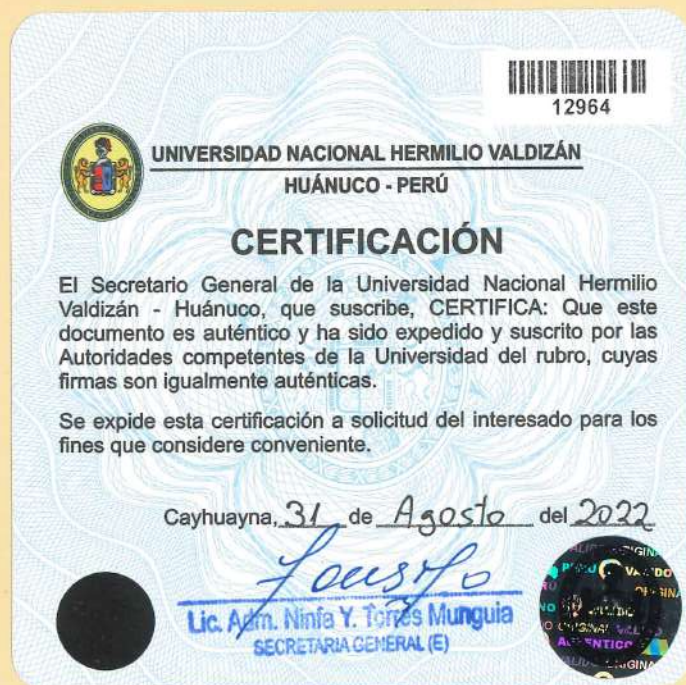 12964
UNIVERSIDAD NACIONAL HERMILIO VALDIZÁN
HUÁNUCO - PERÚ
CERTIFICACIÓN
El Secretario General de la Universidad Nacional Hermilio
Valdizán - Huánuco, que suscribe, CERTIFICA: Que este
documento es auténtico y ha sido expedido y suscrito por las
Autoridades competentes de la Universidad del rubro, cuyas
firmas son igualmente auténticas.
Se expide esta certificación a solicitud del interesado para los
fines que considere conveniente.
Cayhuayna, 31 de Agosto del 2022
Lic. Adm. Ninfa Y. Torres Munguia
SECRETARIA GENERAL (E)